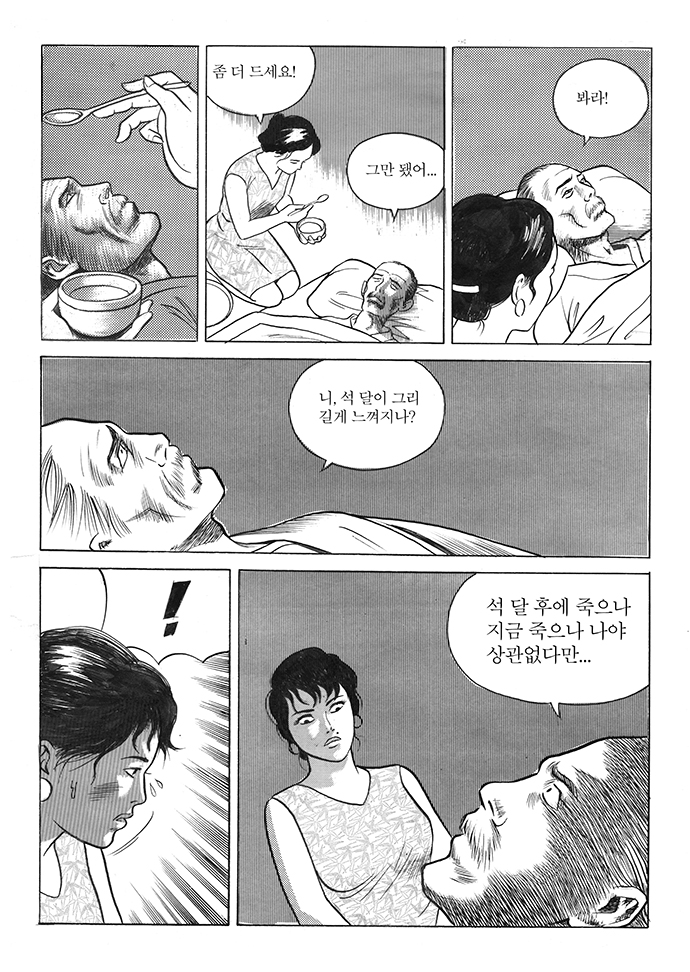 좀 더 드세요!
그만 됐어...
봐라!
니, 석 달이 그리
길게 느껴지나?
!
석 달 후에 죽으나
지금 죽으나 나야
상관없다만...